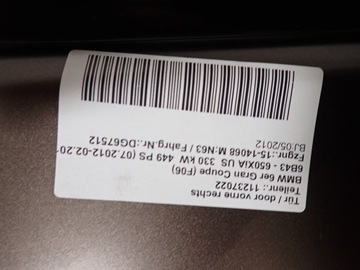 Tür / door vorne rechts
Teilenr.: 11237022
BMW 6er Gran Coupe (F06)
6B43 - 650XIA US 330 kW 449 PS (07.2012-02.20
Fzgnr.:15-14068 M:N63 / Fahrg-Nr.:DG67512
BJ.05/2012